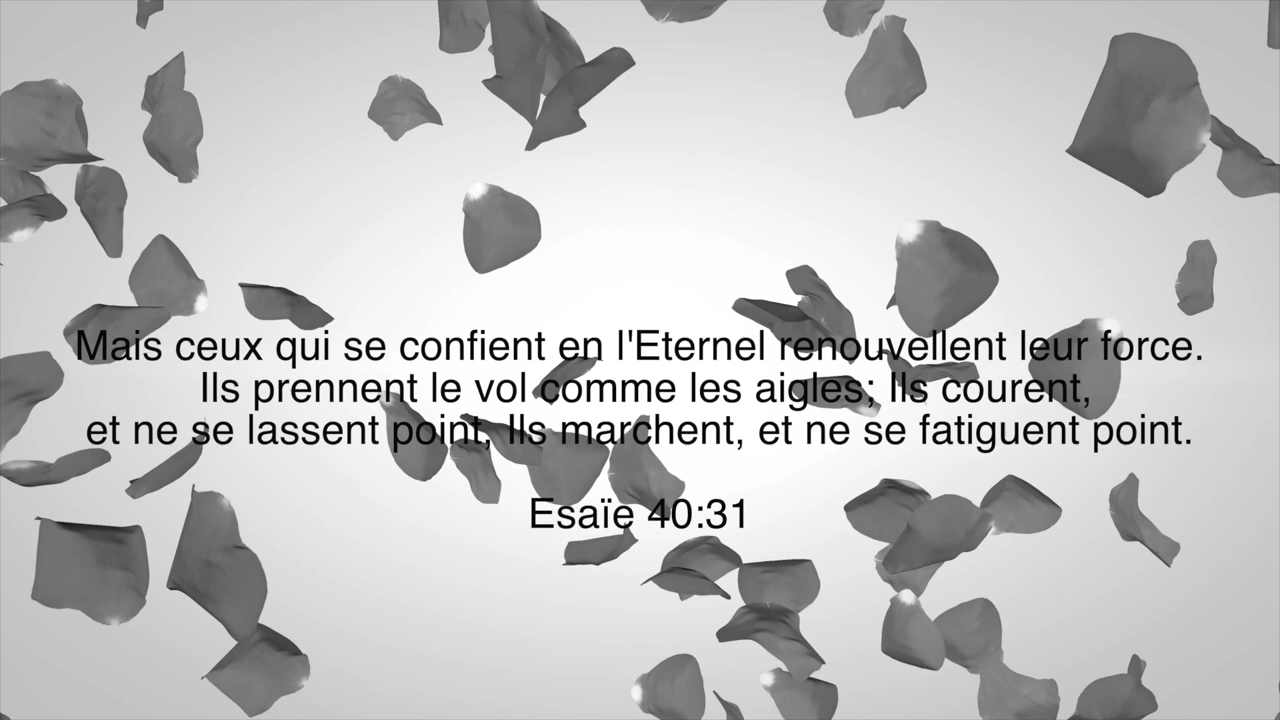 Mais ceux qui se confient en l'Eternel renouvellent leur force.
Ils prennent le vol comme les aigles; Ils courent,
et ne se lassent point, Ils marchent, et ne se fatiguent point.
Esaïe 40:31